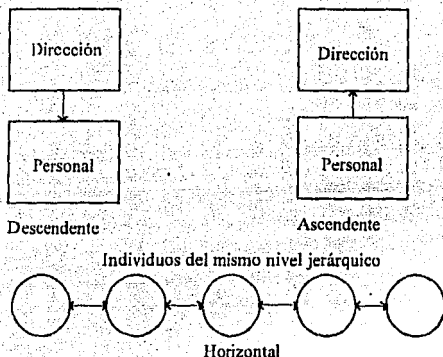 Dirección
Dirección
Personal
Personal
Descendente
Ascendente
Individuos del mismo nivel jerárquico
Horizontal